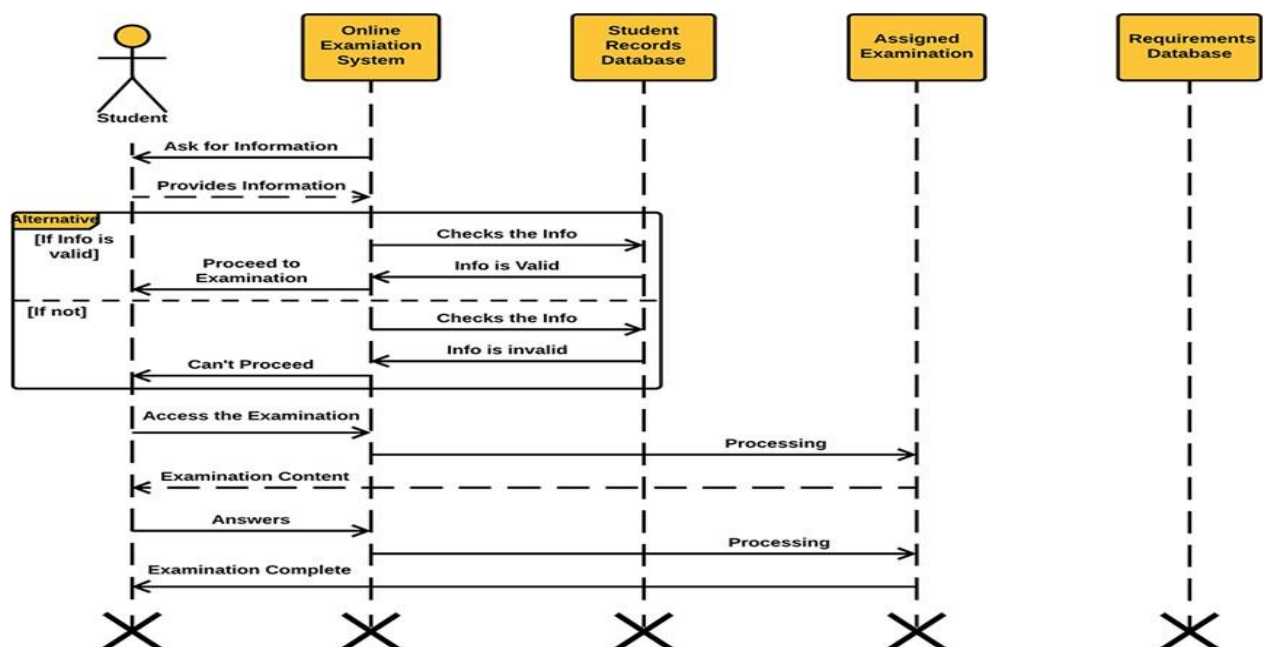 Online
Examiation
System
Student
Records
Database
Assigned
Examination
Requirements
Database
Student
Ask for Information
Provides Information
Alternative
[If Info is
valid]
Checks the Info
Proceed to
Examination
Info is Valid
[If not]
Checks the Info
Info is invalid
Can't Proceed
Access the Examination
Processing
Examination Content
Answers
Processing
Examination Complete